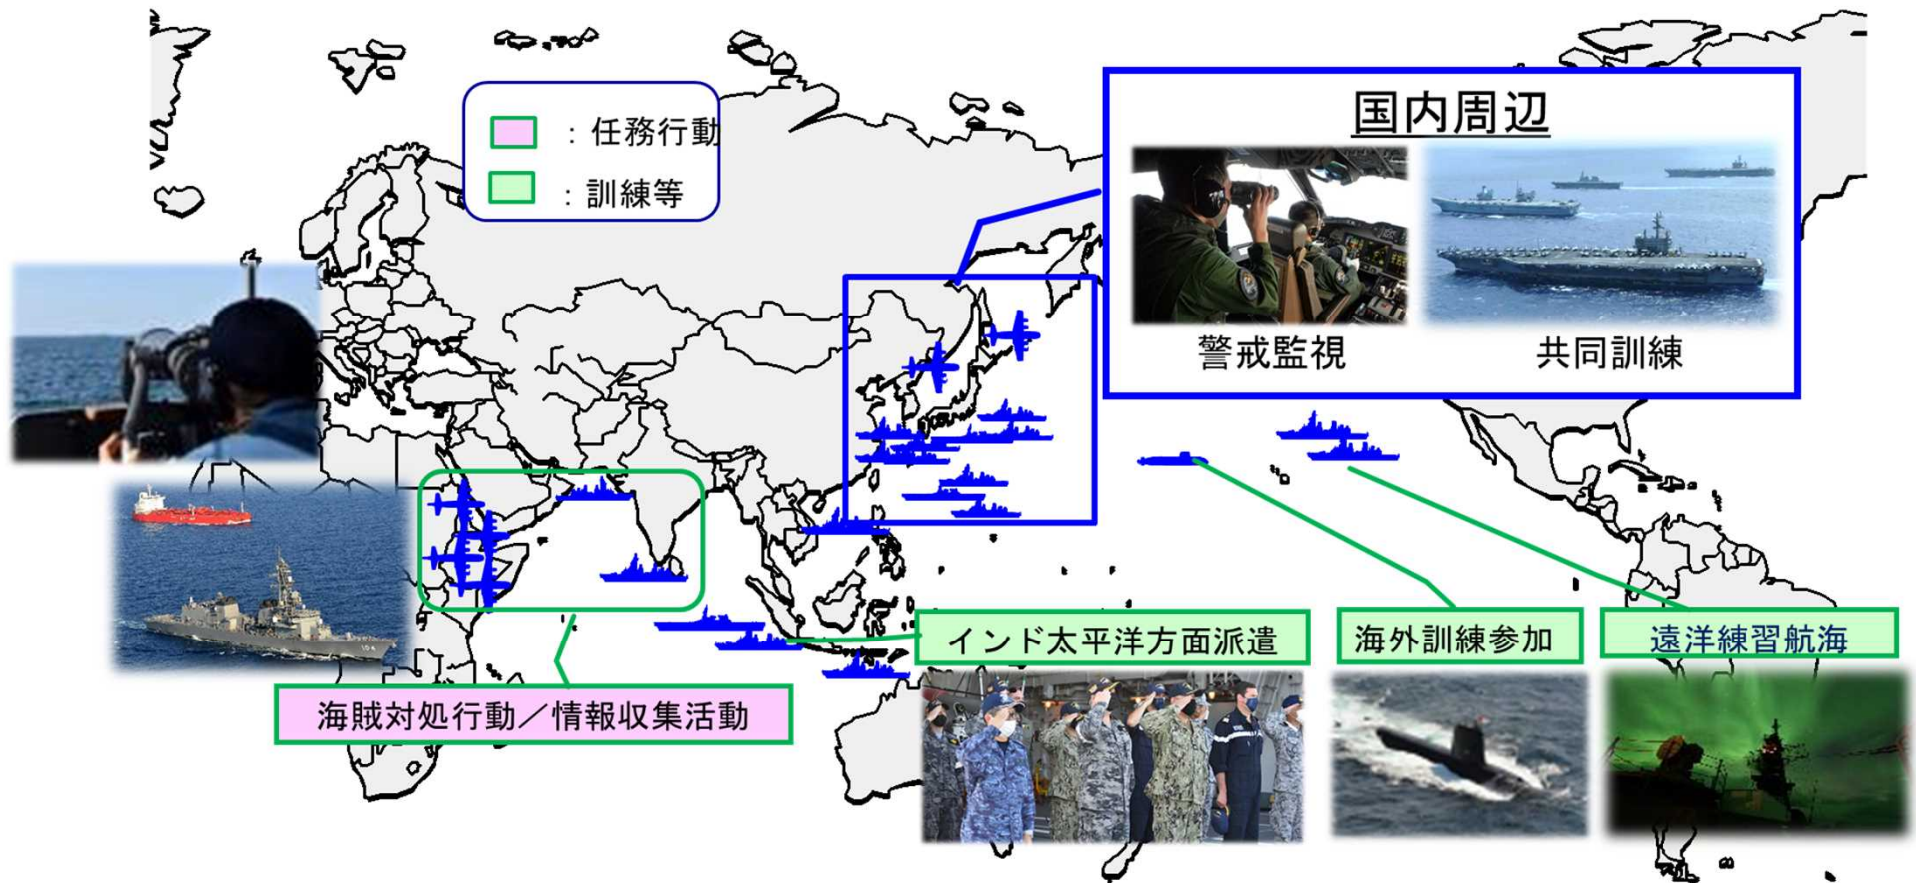 ：任務行動
：訓練等
国内周辺
警戒監視
共同訓練
インド太平洋方面派遣
海外訓練参加
遠洋練習航海
海賊対処行動／情報収集活動
104